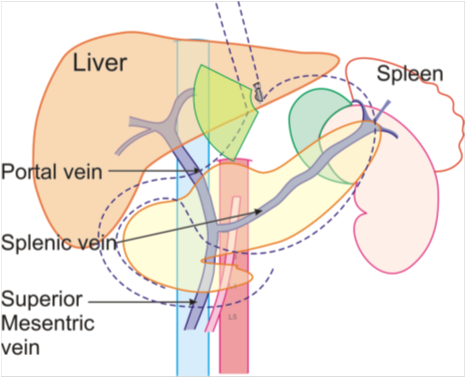 Liver
Spleen
Portal vein
Splenic vein
Superior
Mesentric
vein